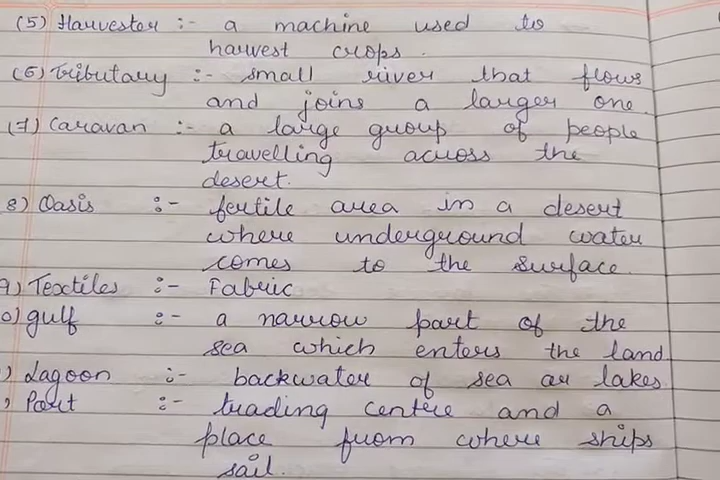 (5) Harvester :- a machine used to
harvest crops.
(6) Tributary :- small river that flows
and joins a larger one.
(7) Caravan :- a large group of people
travelling across the
desert.
8) Oasis :- fertile area in a desert
where underground water
comes to the surface.
9) Textiles :- Fabric
0) gulf :- a narrow part of the
sea which enters the land
) Lagoon :- backwater of sea or lakes
) Port :- trading centre and a
place from where ships
sail.